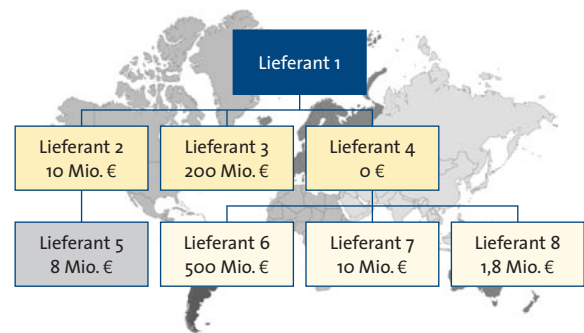 Lieferant 1
Lieferant 2
10 Mio. €
Lieferant 3
200 Mio. €
Lieferant 4
0 €
Lieferant 5
8 Mio. €
Lieferant 6
500 Mio. €
Lieferant 7
10 Mio. €
Lieferant 8
1,8 Mio. €